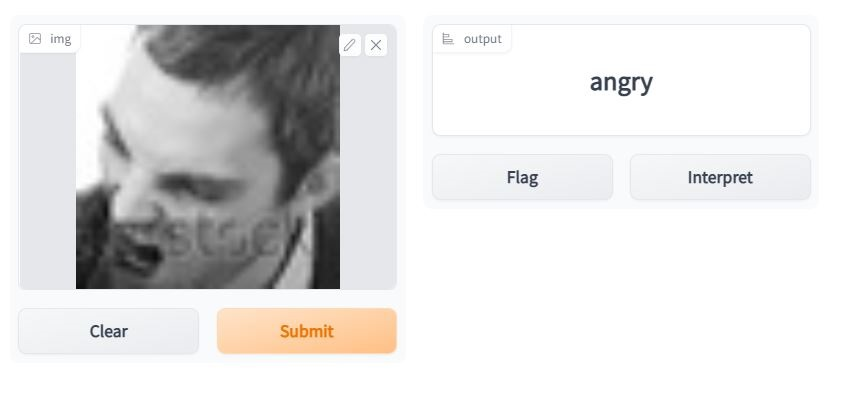 img
output
angry
Flag
Interpret
Clear
Submit